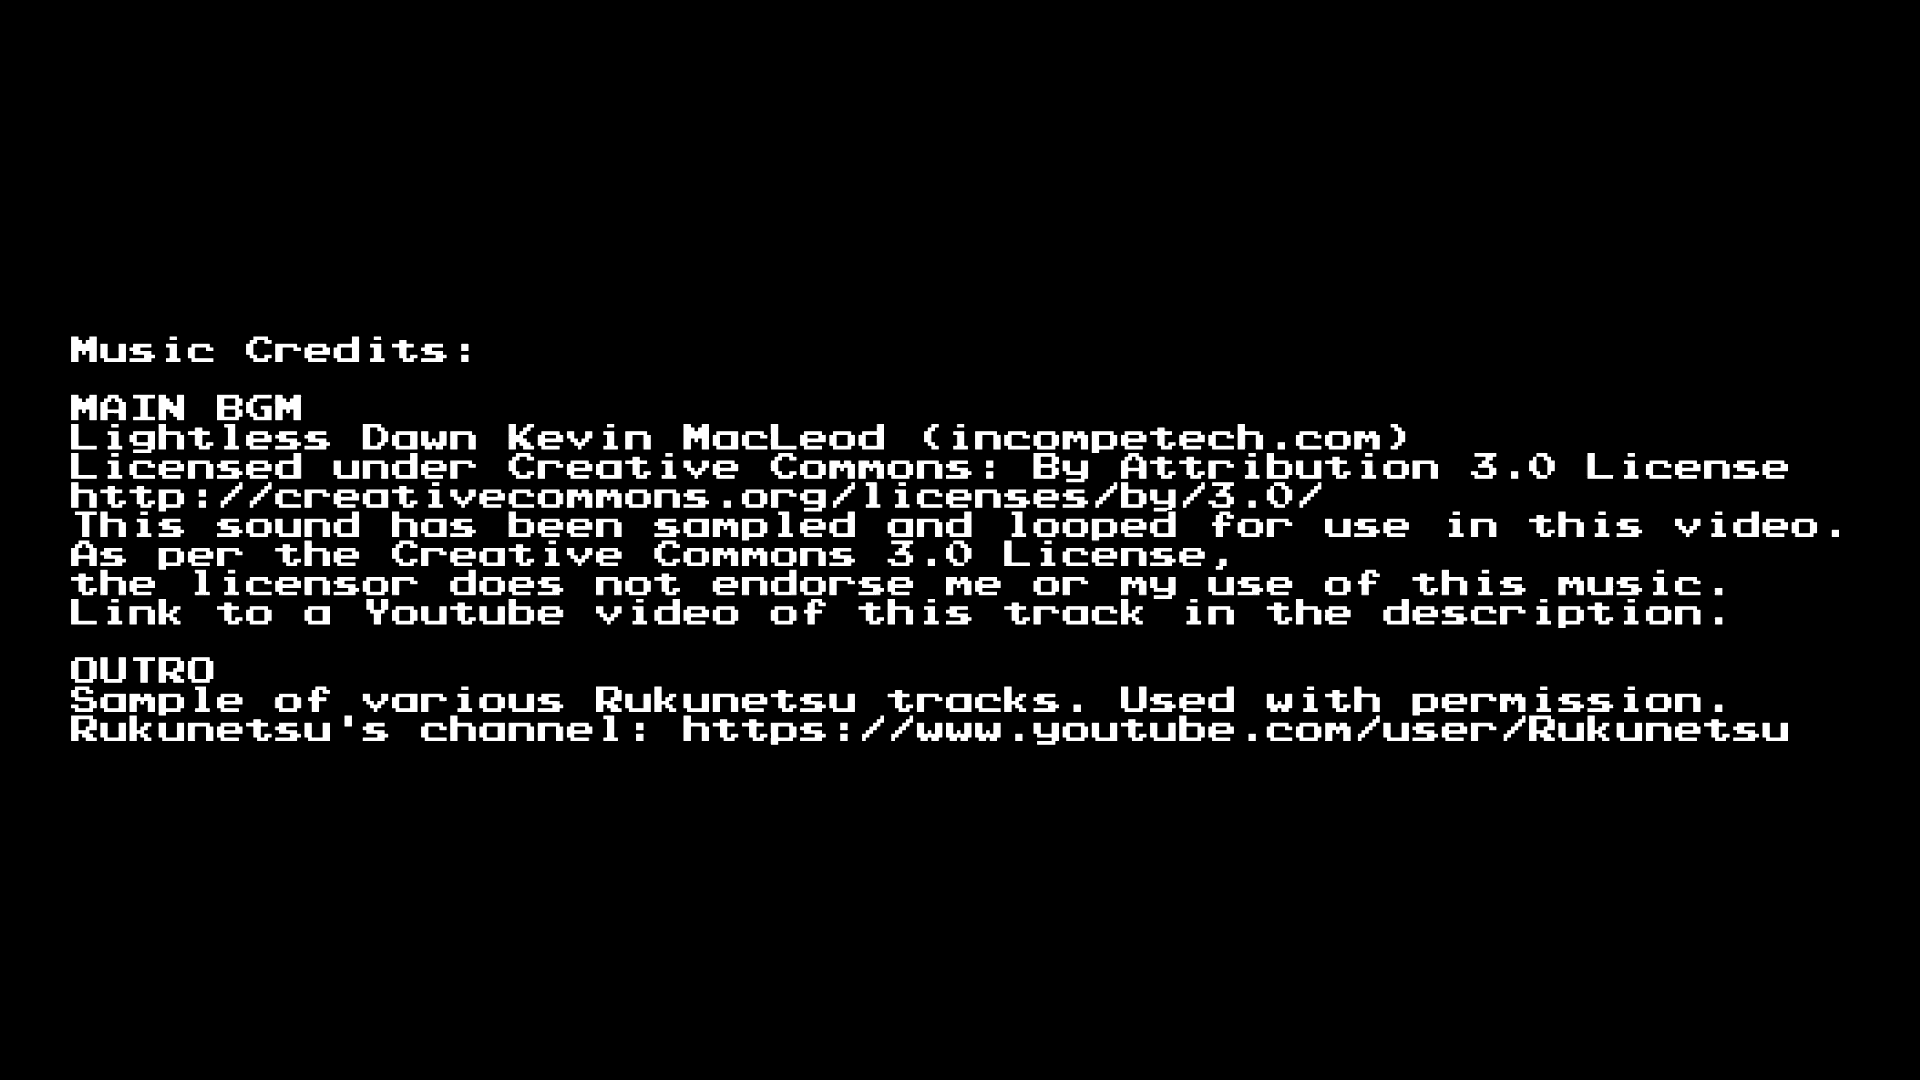 Music Credits:
MAIN BGM
Lightless Dawn Kevin MacLeod (incompetech.com)
Licensed under Creative Commons: By Attribution 3.0 License
http://creativecommons.org/licenses/by/3.0/
This sound has been sampled and looped for use in this video.
As per the Creative Commons 3.0 License,
the licensor does not endorse me or my use of this music.
Link to a Youtube video of this track in the description.
OUTRO
Sample of various Rukunetsu tracks. Used with permission.
Rukunetsu's channel: https://www.youtube.com/user/Rukunetsu